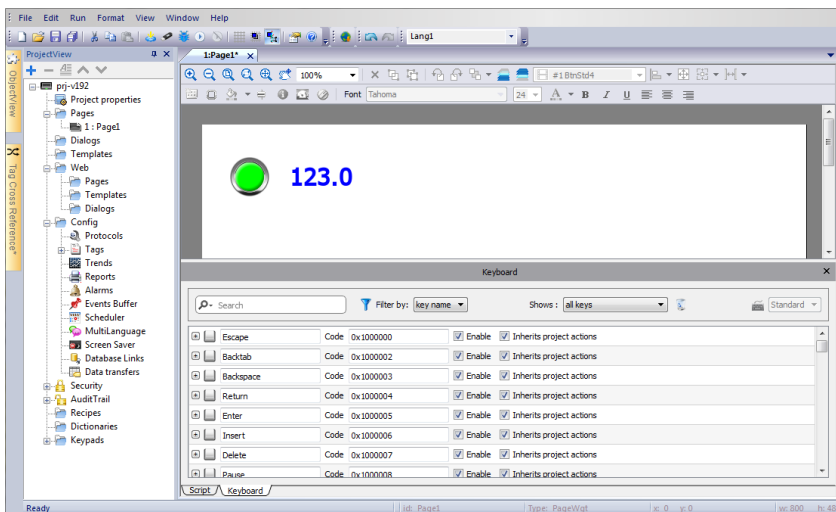 File Edit Run Format View Window Help
Lang1
ProjectView
1:Page1*
ObjectView
Tag Cross Reference*
prj-v192
Project properties
Pages
1 : Page1
Dialogs
Templates
Web
Pages
Templates
Dialogs
Config
Protocols
Tags
Trends
Reports
Alarms
Events Buffer
Scheduler
MultiLanguage
Screen Saver
Database Links
Data transfers
Security
AuditTrail
Recipes
Dictionaries
Keypads
100% #1 BtnStd4
Font Tahoma 24 A B I U
123.0
Keyboard
Search Filter by: key name Shows : all keys Standard
Escape Code 0x1000000 Enable Inherits project actions
Backtab Code 0x1000002 Enable Inherits project actions
Backspace Code 0x1000003 Enable Inherits project actions
Return Code 0x1000004 Enable Inherits project actions
Enter Code 0x1000005 Enable Inherits project actions
Insert Code 0x1000006 Enable Inherits project actions
Delete Code 0x1000007 Enable Inherits project actions
Pause Code 0x1000008 Enable Inherits project actions
Script Keyboard
Ready id: Page1 Type: PageWgt x: 0 y: 0 w: 800 h: 48